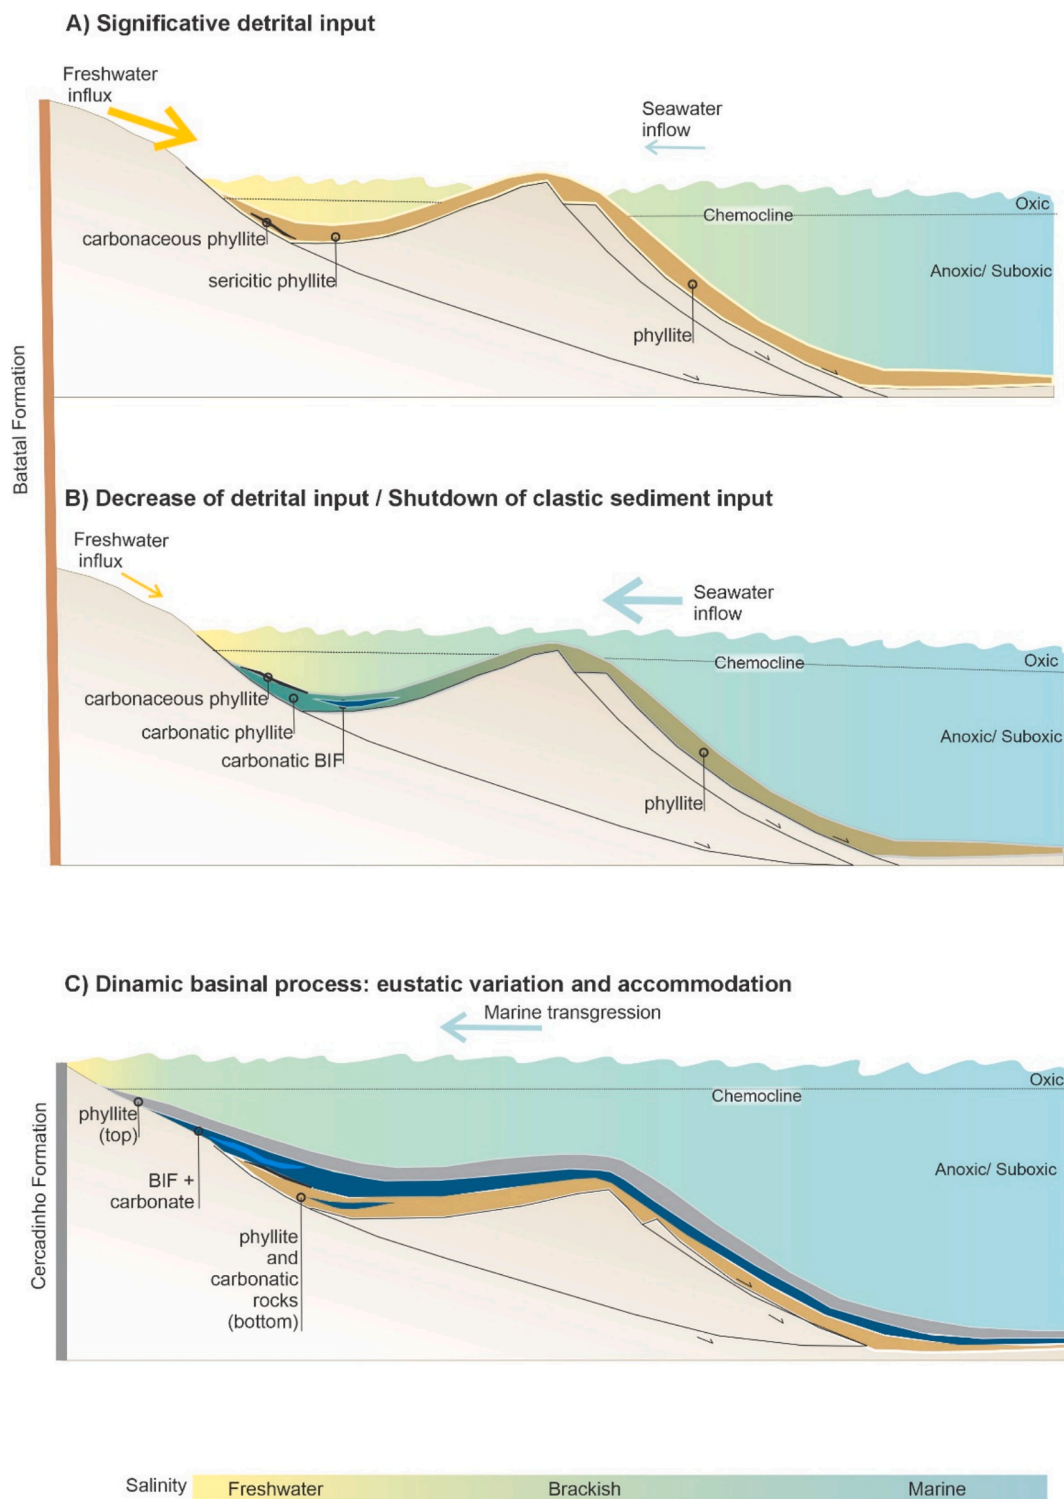 A) Significative detrital input
Freshwater
influx
Seawater
inflow
Oxic
Chemocline
carbonaceous phyllite
Anoxic/ Suboxic
sericitic phyllite
phyllite
Batatal Formation
B) Decrease of detrital input / Shutdown of clastic sediment input
Freshwater
influx
Seawater
inflow
Oxic
Chemocline
carbonaceous phyllite
carbonatic phyllite
Anoxic/ Suboxic
carbonatic BIF
phyllite
C) Dinamic basinal process: eustatic variation and accommodation
Marine transgression
Oxic
Chemocline
phyllite
(top)
Anoxic/ Suboxic
BIF +
carbonate
phyllite
and
carbonatic
rocks
(bottom)
Cercadinho Formation
Salinity
Freshwater
Brackish
Marine